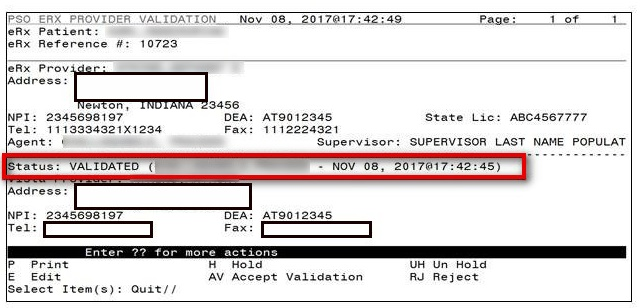 PSO ERX PROVIDER VALIDATION Nov 08, 2017@17:42:49 Page: 1 of 1
eRx Patient:
eRx Reference #: 10723
eRx Provider:
Address:
Newton, INDIANA 23456
NPI: 2345698197 DEA: AT9012345 State Lic: ABC4567777
Tel: 1113334321X1234 Fax: 1112224321
Agent: Supervisor: SUPERVISOR LAST NAME POPULAT
Status: VALIDATED ( - NOV 08, 2017@17:42:45)
Vista Provider:
Address:
NPI: 2345698197 DEA: AT9012345
Tel: Fax:
Enter ?? for more actions
P Print H Hold UH Un Hold
E Edit AV Accept Validation RJ Reject
Select Item(s): Quit//